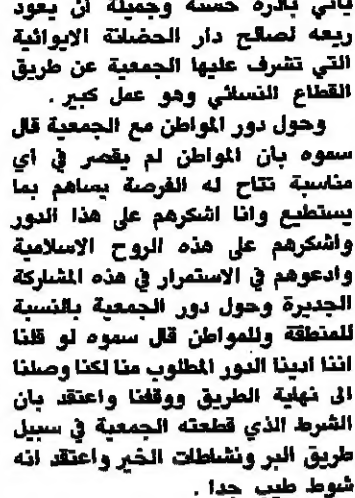 يأتي بادرة حسنة وجميلة ان يعود
ريعه لصالح دار الحضانة الايوائية
التي تشرف عليها الجمعية عن طريق
القطاع النسائي وهو عمل كبير .
وحول دور المواطن مع الجمعية قال
سموه بأن المواطن لم يقصر في اي
مناسبة تتاح له الفرصة يساهم بما
يستطيع وانا اشكرهم على هذا الدور
واشكرهم على هذه الروح الاسلامية
وادعوهم في الاستمرار في هذه المشاركة
الجديرة وحول دور الجمعية بالنسبة
للمنطقة وللمواطن قال سموه لو قلنا
اننا ادينا الدور المطلوب منا لكنا وصلنا
الى نهاية الطريق ووقفنا واعتقد بان
الشرط الذي قطعته الجمعية في سبيل
طريق البر ونشاطات الخير واعتقد انه
شوط طيب جدا .